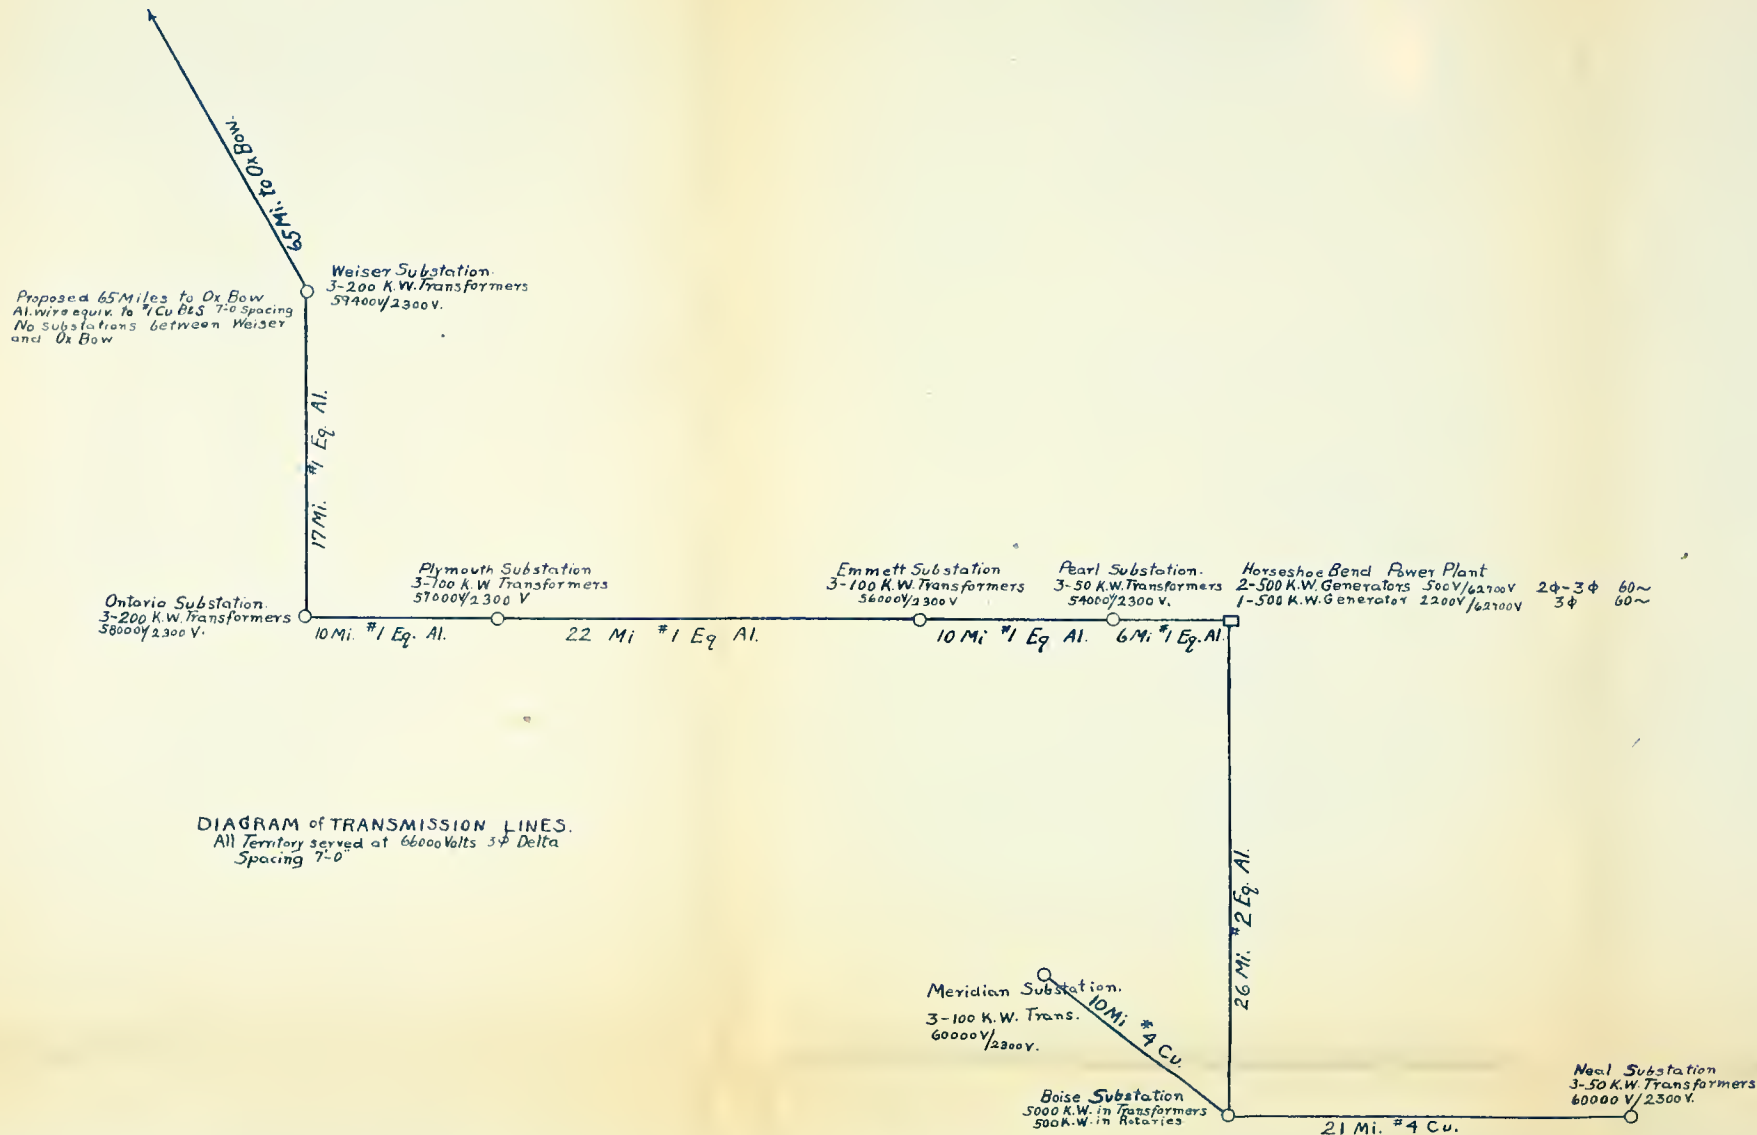 65 Mi. to Ox Bow.
Weiser Substation.
3-200 K.W. Transformers
59400V/2300V.
Proposed 65 Miles to Ox Bow
Al. wire equiv. to #1 Cu B&S 7'-0 Spacing
No substations between Weiser
and Ox Bow
17 Mi. #1 Eq. Al.
Ontario Substation.
3-200 K.W. Transformers
58000V/2300 V.
10 Mi. #1 Eq. Al.
Plymouth Substation
3-100 K.W Transformers
57000V/2300 V
22 Mi #1 Eq Al.
Emmett Substation
3-100 K.W. Transformers
56000V/2300 V
10 Mi #1 Eq Al.
Pearl Substation.
3-50 K.W. Transformers
54000V/2300 V.
6 Mi #1 Eq. Al.
Horseshoe Bend Power Plant
2-500 K.W. Generators 500V/62700V 2ϕ-3ϕ 60~
1-500 K.W. Generator 2200V/62700V 3ϕ 60~
DIAGRAM of TRANSMISSION LINES.
All Territory served at 66000 Volts 3ϕ Delta
Spacing 7'-0"
26 Mi. #2 Eq. Al.
Meridian Substation.
3-100 K.W. Trans.
60000V/2300V.
10 Mi #4 Cu.
Boise Substation
5000 K.W. in Transformers
500 K.W. in Rotaries
21 Mi. #4 Cu.
Neal Substation
3-50 K.W. Transformers
60000 V/2300 V.